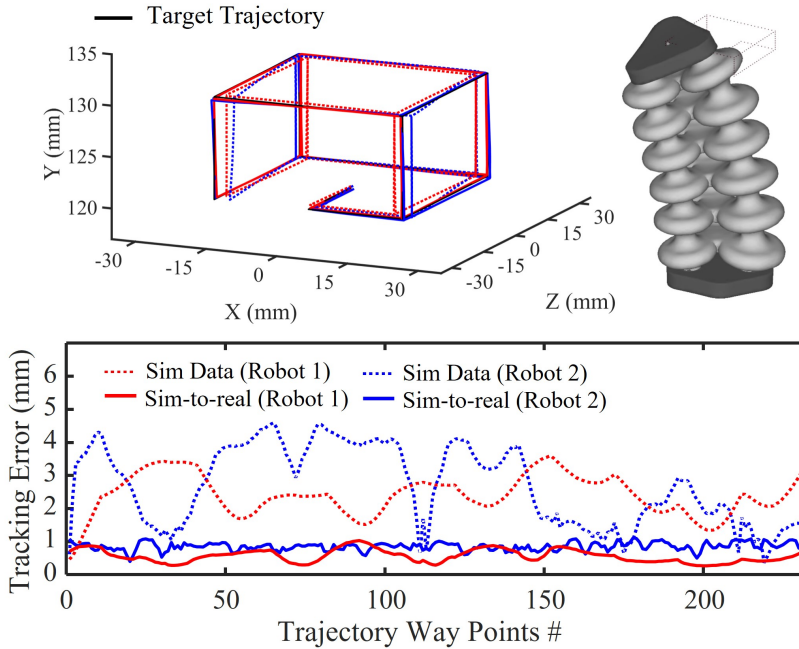 Target Trajectory
135
130
125
120
Y (mm)
-30
-15
0
15
30
X (mm)
-30
-15
0
15
30
Z (mm)
Sim Data (Robot 1)
Sim Data (Robot 2)
Sim-to-real (Robot 1)
Sim-to-real (Robot 2)
Tracking Error (mm)
6
5
4
3
2
1
0
0
50
100
150
200
Trajectory Way Points #